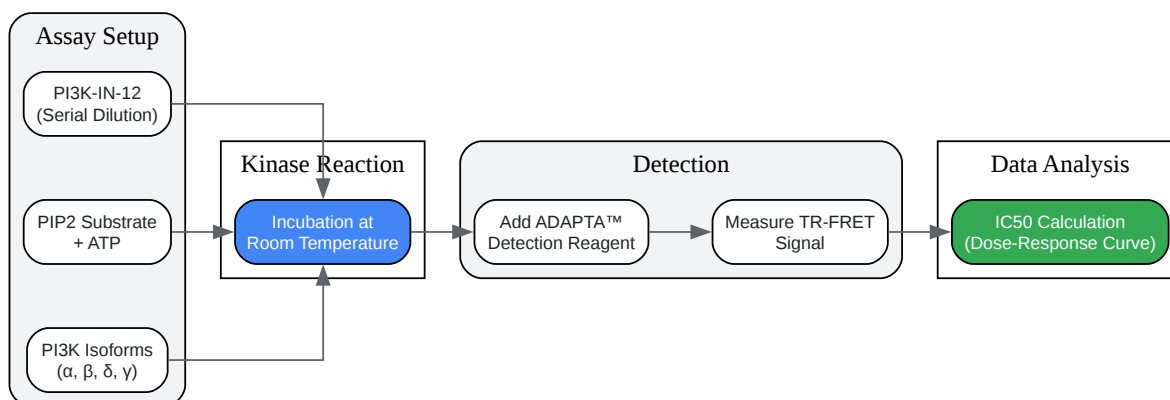 Assay Setup
PI3K-IN-12
(Serial Dilution)
PIP2 Substrate
+ ATP
PI3K Isoforms
(α, β, δ, γ)
Kinase Reaction
Incubation at
Room Temperature
Detection
Add ADAPTA™
Detection Reagent
Measure TR-FRET
Signal
Data Analysis
IC50 Calculation
(Dose-Response Curve)